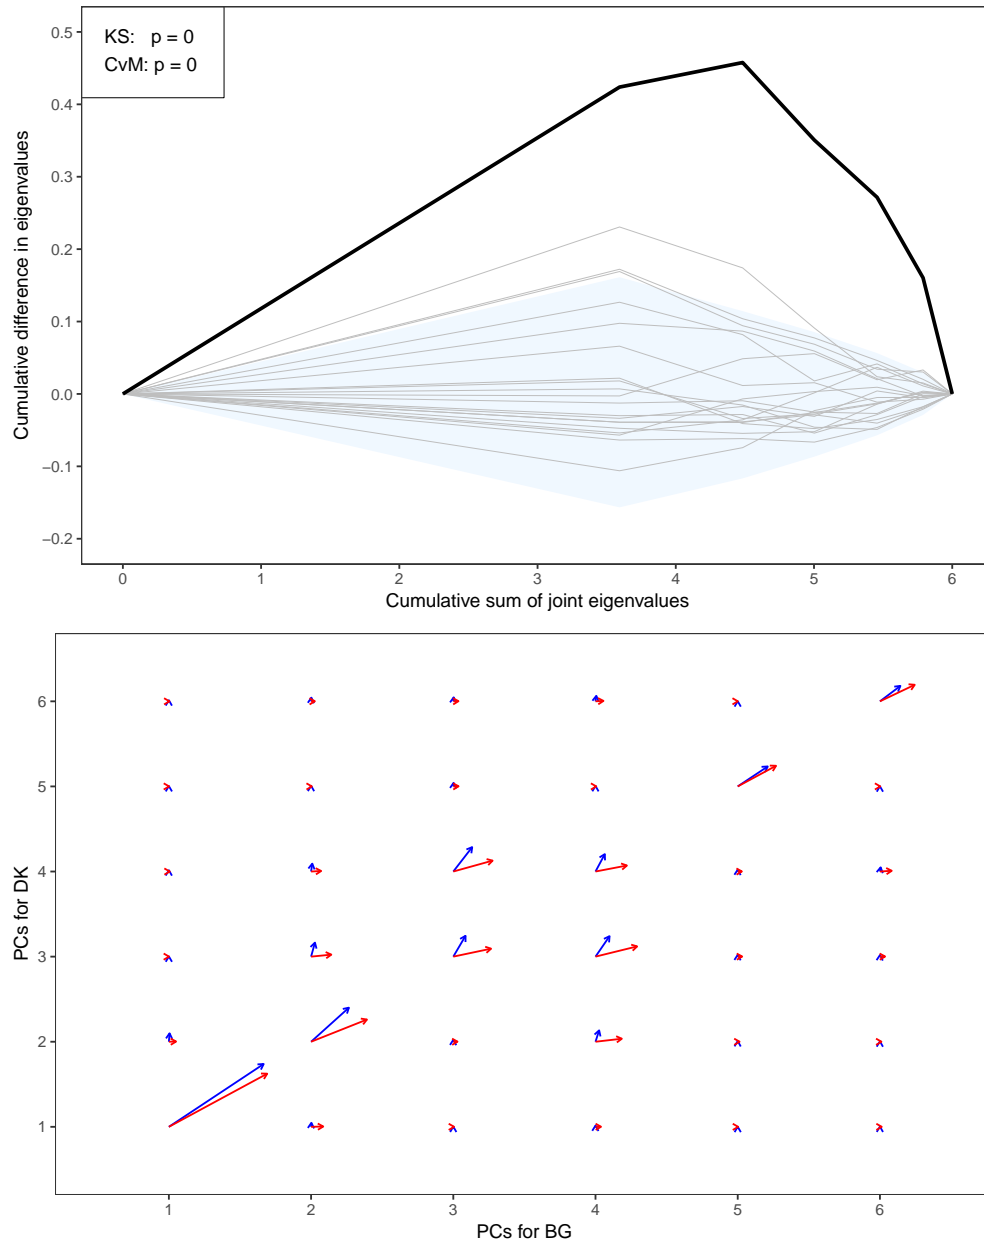 KS: p = 0
CvM: p = 0
Cumulative difference in eigenvalues
0.5
0.4
0.3
0.2
0.1
0.0
−0.1
−0.2
0 1 2 3 4 5 6
Cumulative sum of joint eigenvalues
PCs for DK
6
5
4
3
2
1
1 2 3 4 5 6
PCs for BG